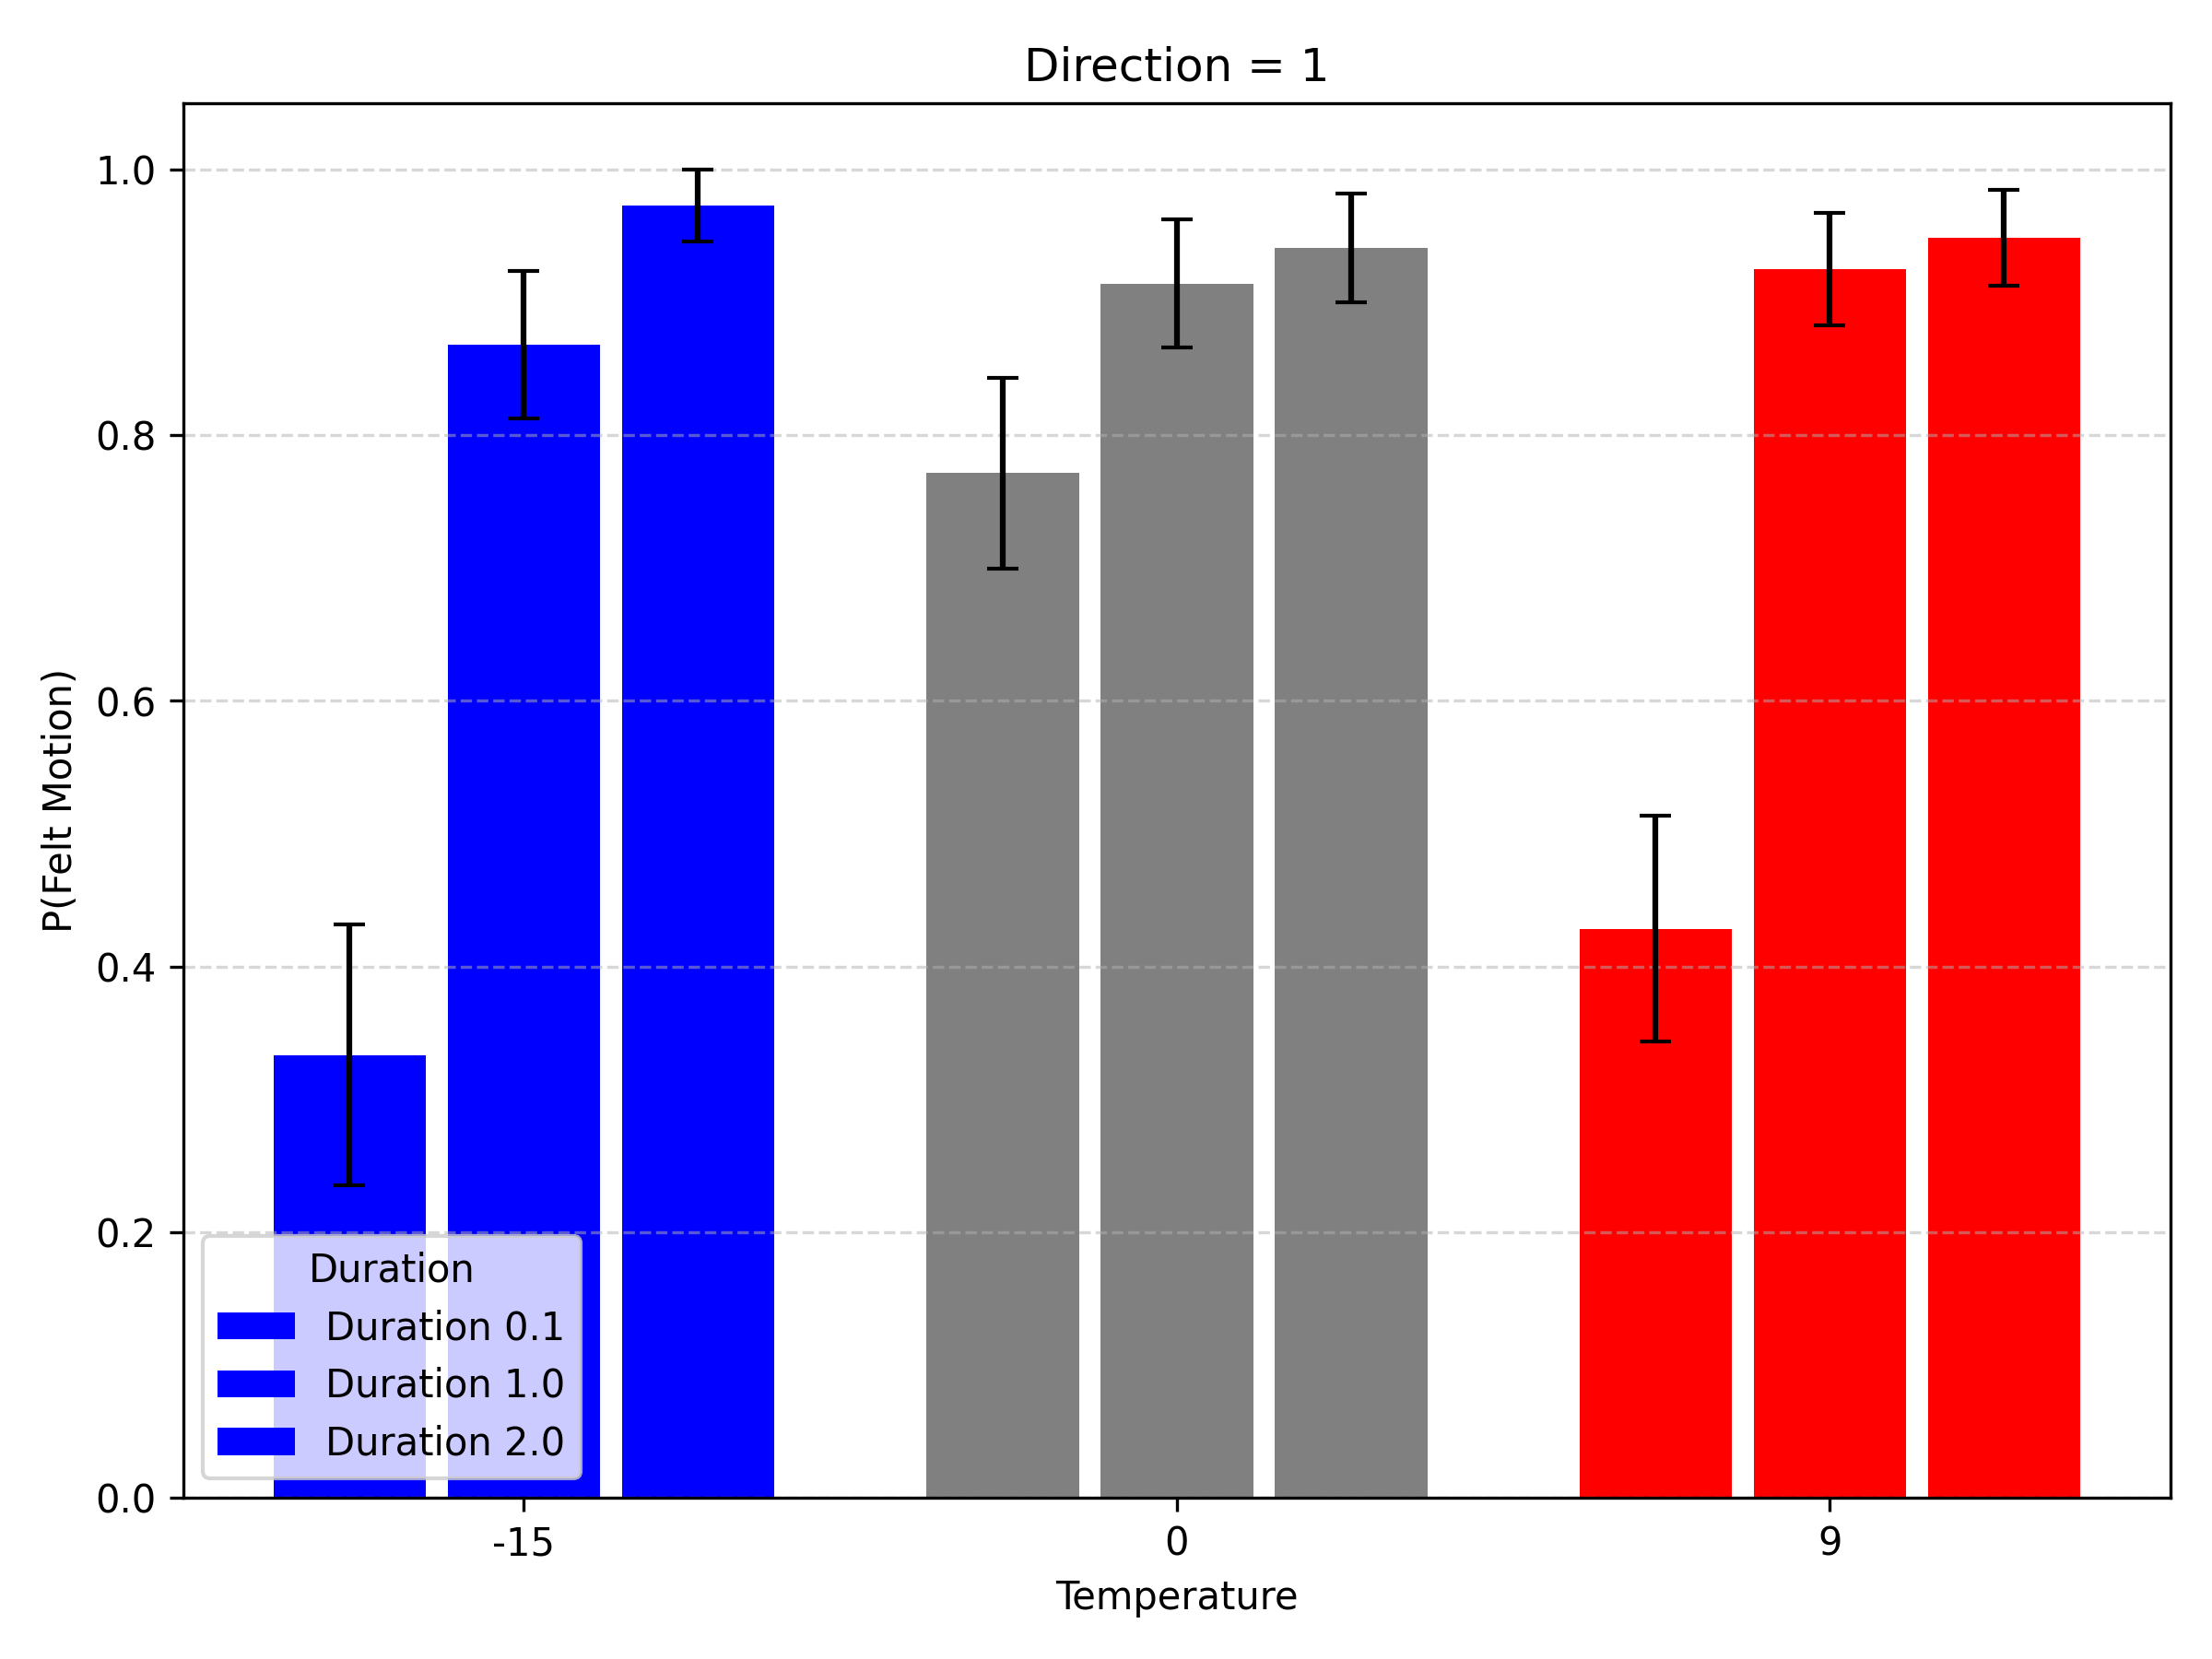 Direction = 1
P(Felt Motion)
1.0
0.8
0.6
0.4
0.2
0.0
Duration
Duration 0.1
Duration 1.0
Duration 2.0
-15 0 9
Temperature